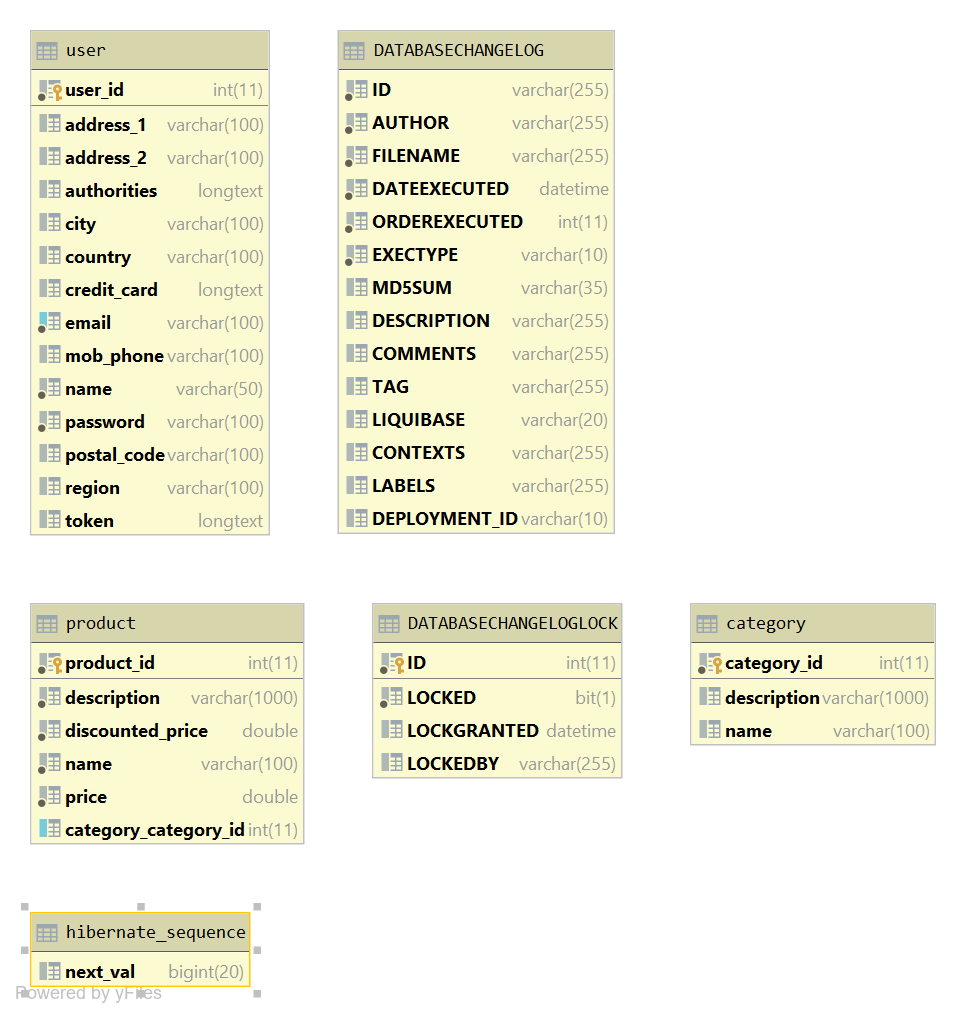 user
user_id int(11)
address_1 varchar(100)
address_2 varchar(100)
authorities longtext
city varchar(100)
country varchar(100)
credit_card longtext
email varchar(100)
mob_phone varchar(100)
name varchar(50)
password varchar(100)
postal_code varchar(100)
region varchar(100)
token longtext
DATABASECHANGELOG
ID varchar(255)
AUTHOR varchar(255)
FILENAME varchar(255)
DATEEXECUTED datetime
ORDEREXECUTED int(11)
EXECTYPE varchar(10)
MD5SUM varchar(35)
DESCRIPTION varchar(255)
COMMENTS varchar(255)
TAG varchar(255)
LIQUIBASE varchar(20)
CONTEXTS varchar(255)
LABELS varchar(255)
DEPLOYMENT_ID varchar(10)
product
product_id int(11)
description varchar(1000)
discounted_price double
name varchar(100)
price double
category_category_id int(11)
DATABASECHANGELOGLOCK
ID int(11)
LOCKED bit(1)
LOCKGRANTED datetime
LOCKEDBY varchar(255)
category
category_id int(11)
description varchar(1000)
name varchar(100)
hibernate_sequence
next_val bigint(20)
Powered by yFiles